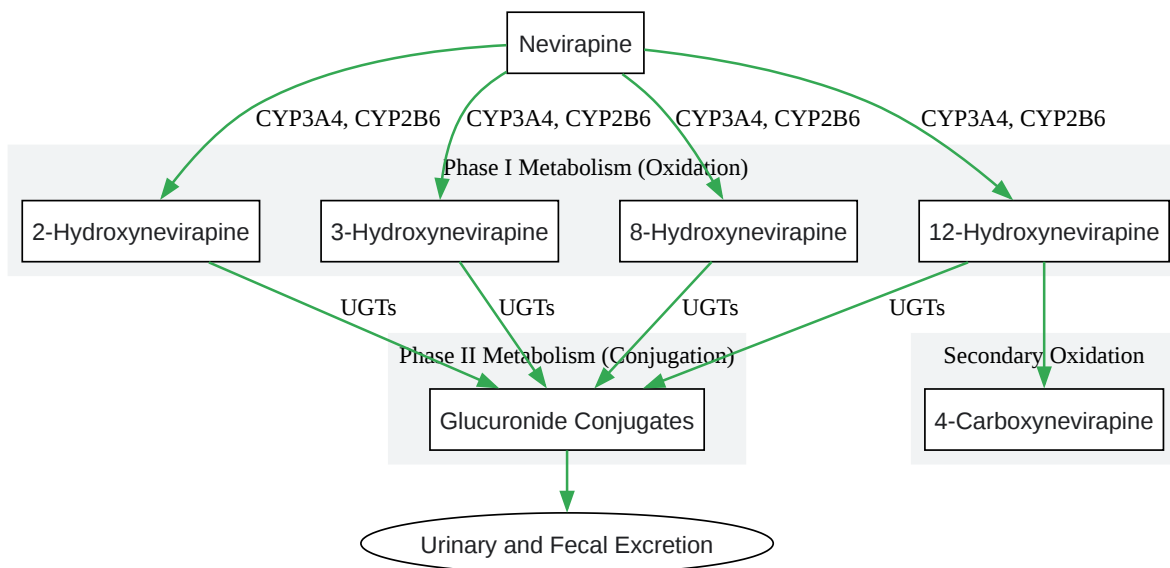 Nevirapine
CYP3A4, CYP2B6
CYP3A4, CYP2B6
CYP3A4, CYP2B6
CYP3A4, CYP2B6
Phase I Metabolism (Oxidation)
2-Hydroxynevirapine
3-Hydroxynevirapine
8-Hydroxynevirapine
12-Hydroxynevirapine
UGTs
UGTs
UGTs
UGTs
Phase II Metabolism (Conjugation)
Secondary Oxidation
Glucuronide Conjugates
4-Carboxynevirapine
Urinary and Fecal Excretion